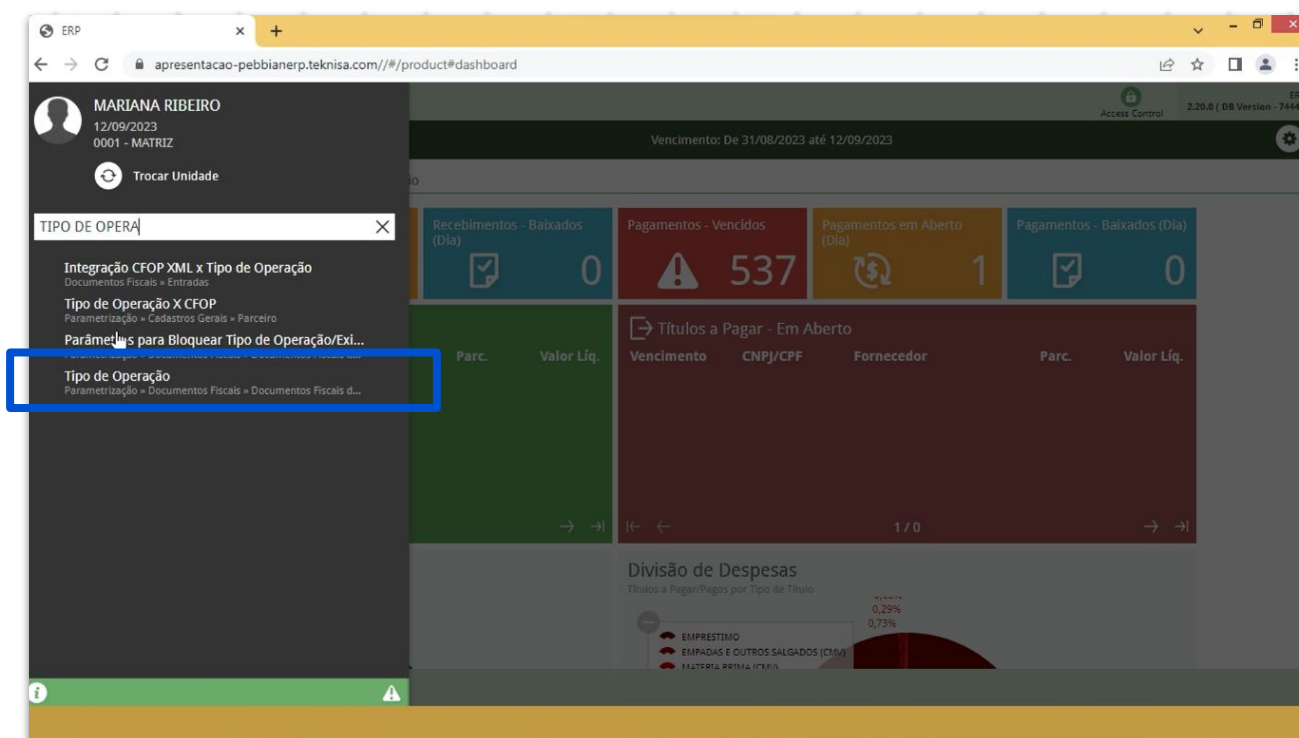 ERP
apresentacao-pebbianerp.teknisa.com//#/product#dashboard
MARIANA RIBEIRO
12/09/2023
0001 - MATRIZ
Trocar Unidade
Access Control
2.20.0 ( DB Version - 7444
Vencimento: De 31/08/2023 até 12/09/2023
TIPO DE OPERA
Integração CFOP XML x Tipo de Operação
Documentos Fiscais » Entradas
Tipo de Operação X CFOP
Parametrização » Cadastros Gerais » Parceiro
para Bloquear Tipo de Operação/Exi...
Tipo de Operação
Parametrização » Documentos Fiscais » Documentos Fiscais d...
Recebimentos - Baixados (Dia)
0
Pagamentos - Vencidos
537
Pagamentos em Aberto (Dia)
1
Pagamentos - Baixados (Dia)
0
Parc. Valor Líq.
Títulos a Pagar - Em Aberto
Vencimento CNPJ/CPF Fornecedor Parc. Valor Líq.
1 / 0
Divisão de Despesas
Títulos a Pagar/Pagos por Tipo de Título
0,29%
0,73%
EMPRESTIMO
EMPADAS E OUTROS SALGADOS (CMV)
MATERIA PRIMA (CMV)